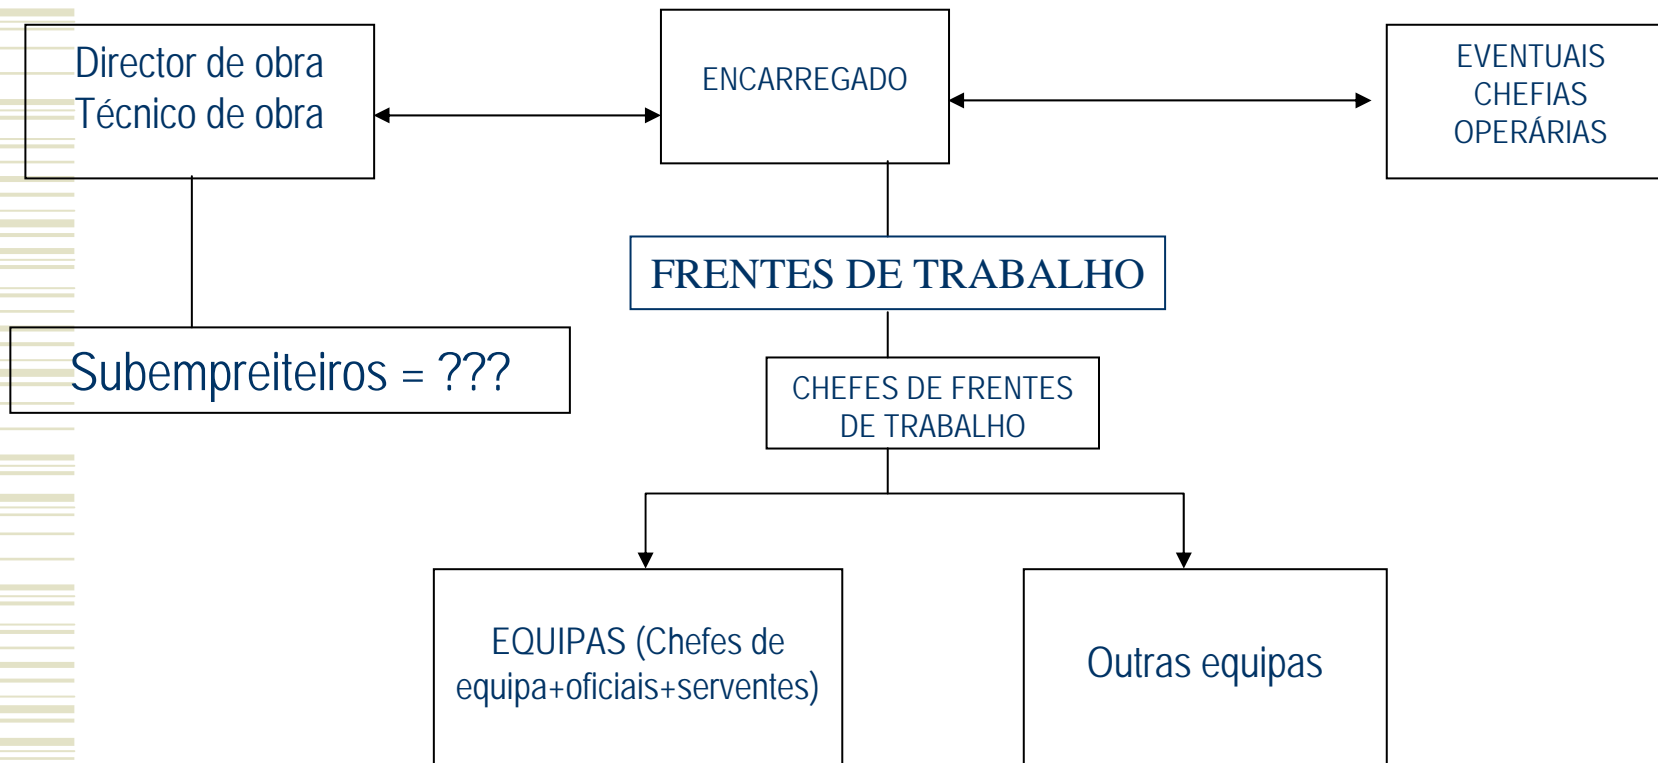 Director de obra
Técnico de obra
ENCARREGADO
EVENTUAIS
CHEFIAS
OPERÁRIAS
FRENTES DE TRABALHO
Subempreiteiros = ???
CHEFES DE FRENTES
DE TRABALHO
EQUIPAS (Chefes de
equipa+oficiais+serventes)
Outras equipas